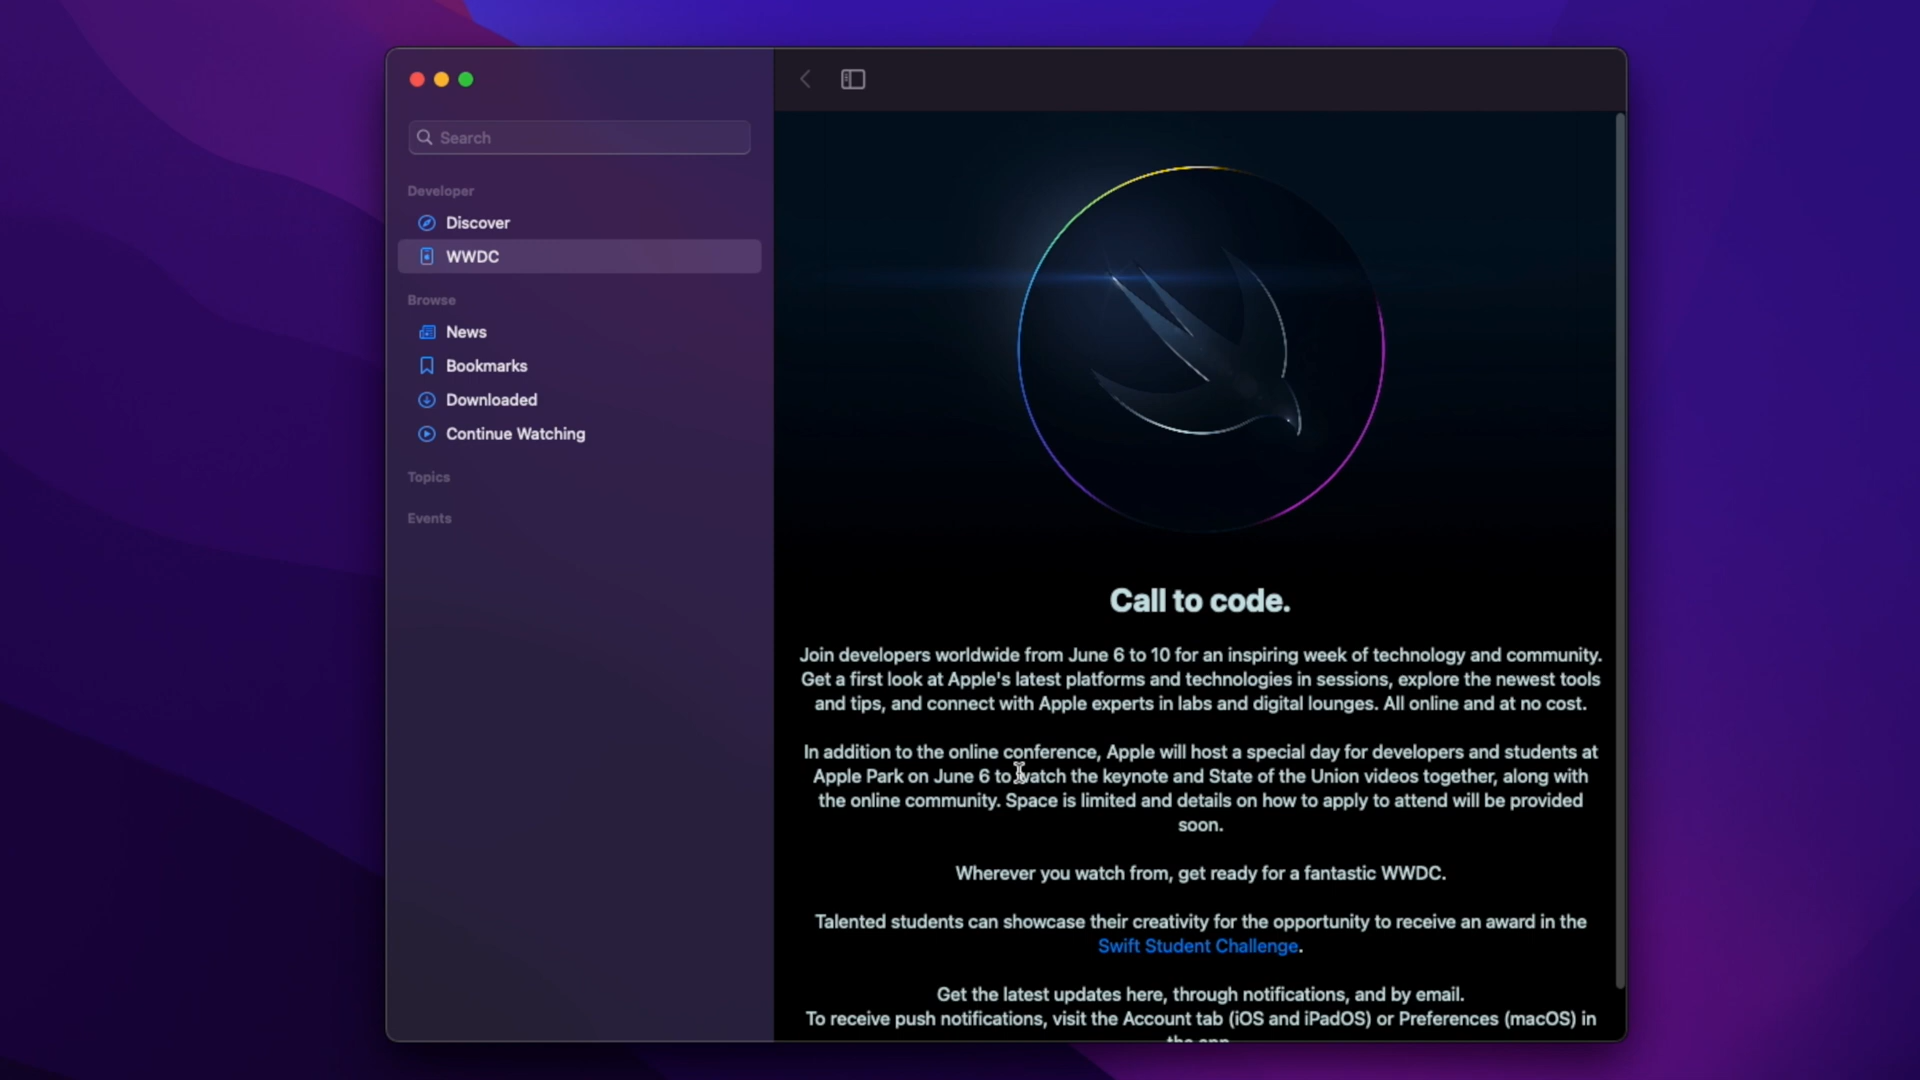 Search
Developer
Discover
WWDC
Browse
News
Bookmarks
Downloaded
Continue Watching
Topics
Events
Call to code.
Join developers worldwide from June 6 to 10 for an inspiring week of technology and community.
Get a first look at Apple's latest platforms and technologies in sessions, explore the newest tools
and tips, and connect with Apple experts in labs and digital lounges. All online and at no cost.
In addition to the online conference, Apple will host a special day for developers and students at
Apple Park on June 6 to watch the keynote and State of the Union videos together, along with
the online community. Space is limited and details on how to apply to attend will be provided
soon.
Wherever you watch from, get ready for a fantastic WWDC.
Talented students can showcase their creativity for the opportunity to receive an award in the
Swift Student Challenge.
Get the latest updates here, through notifications, and by email.
To receive push notifications, visit the Account tab (iOS and iPadOS) or Preferences (macOS) in
the app